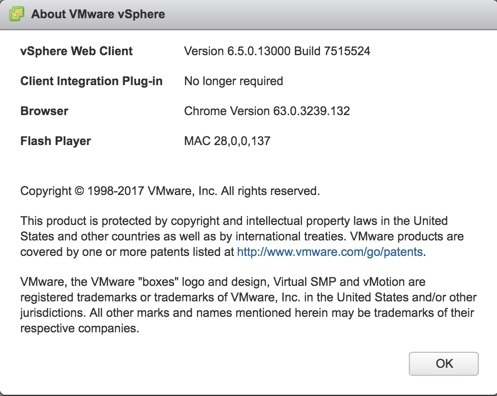 About VMware vSphere
vSphere Web Client Version 6.5.0.13000 Build 7515524
Client Integration Plug-in No longer required
Browser Chrome Version 63.0.3239.132
Flash Player MAC 28,0,0,137
Copyright © 1998-2017 VMware, Inc. All rights reserved.
This product is protected by copyright and intellectual property laws in the United
States and other countries as well as by international treaties. VMware products are
covered by one or more patents listed at http://www.vmware.com/go/patents.
VMware, the VMware "boxes" logo and design, Virtual SMP and vMotion are
registered trademarks or trademarks of VMware, Inc. in the United States and/or other
jurisdictions. All other marks and names mentioned herein may be trademarks of their
respective companies.
OK